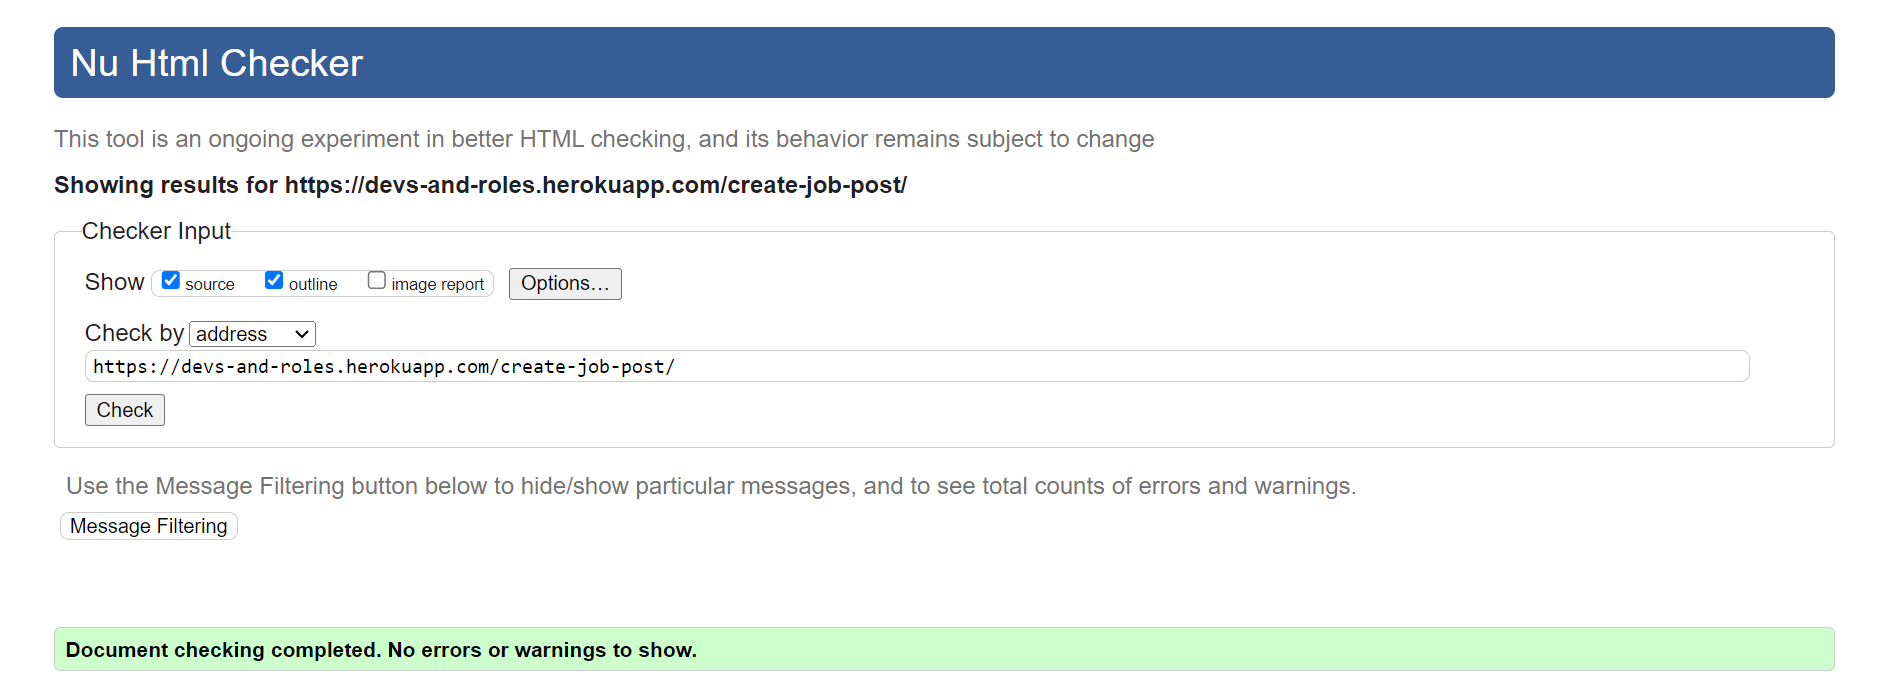 Nu Html Checker
This tool is an ongoing experiment in better HTML checking, and its behavior remains subject to change
Showing results for https://devs-and-roles.herokuapp.com/create-job-post/
Checker Input
Show source outline image report Options...
Check by address
https://devs-and-roles.herokuapp.com/create-job-post/
Check
Use the Message Filtering button below to hide/show particular messages, and to see total counts of errors and warnings.
Message Filtering
Document checking completed. No errors or warnings to show.